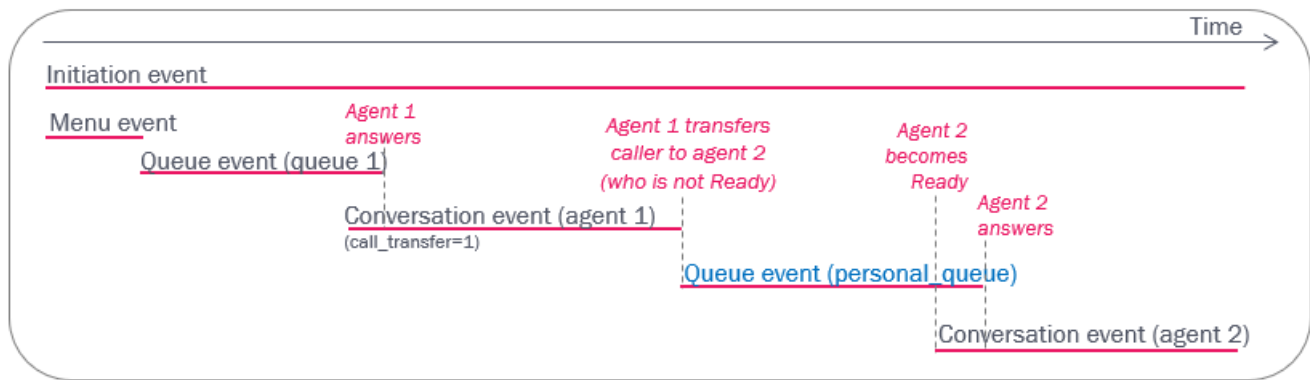 Time
Initiation event
Menu event
Agent 1
answers
Queue event (queue 1)
Agent 1 transfers
caller to agent 2
(who is not Ready)
Agent 2
becomes
Ready
Agent 2
answers
Conversation event (agent 1)
(call_transfer=1)
Queue event (personal_queue)
Conversation event (agent 2)